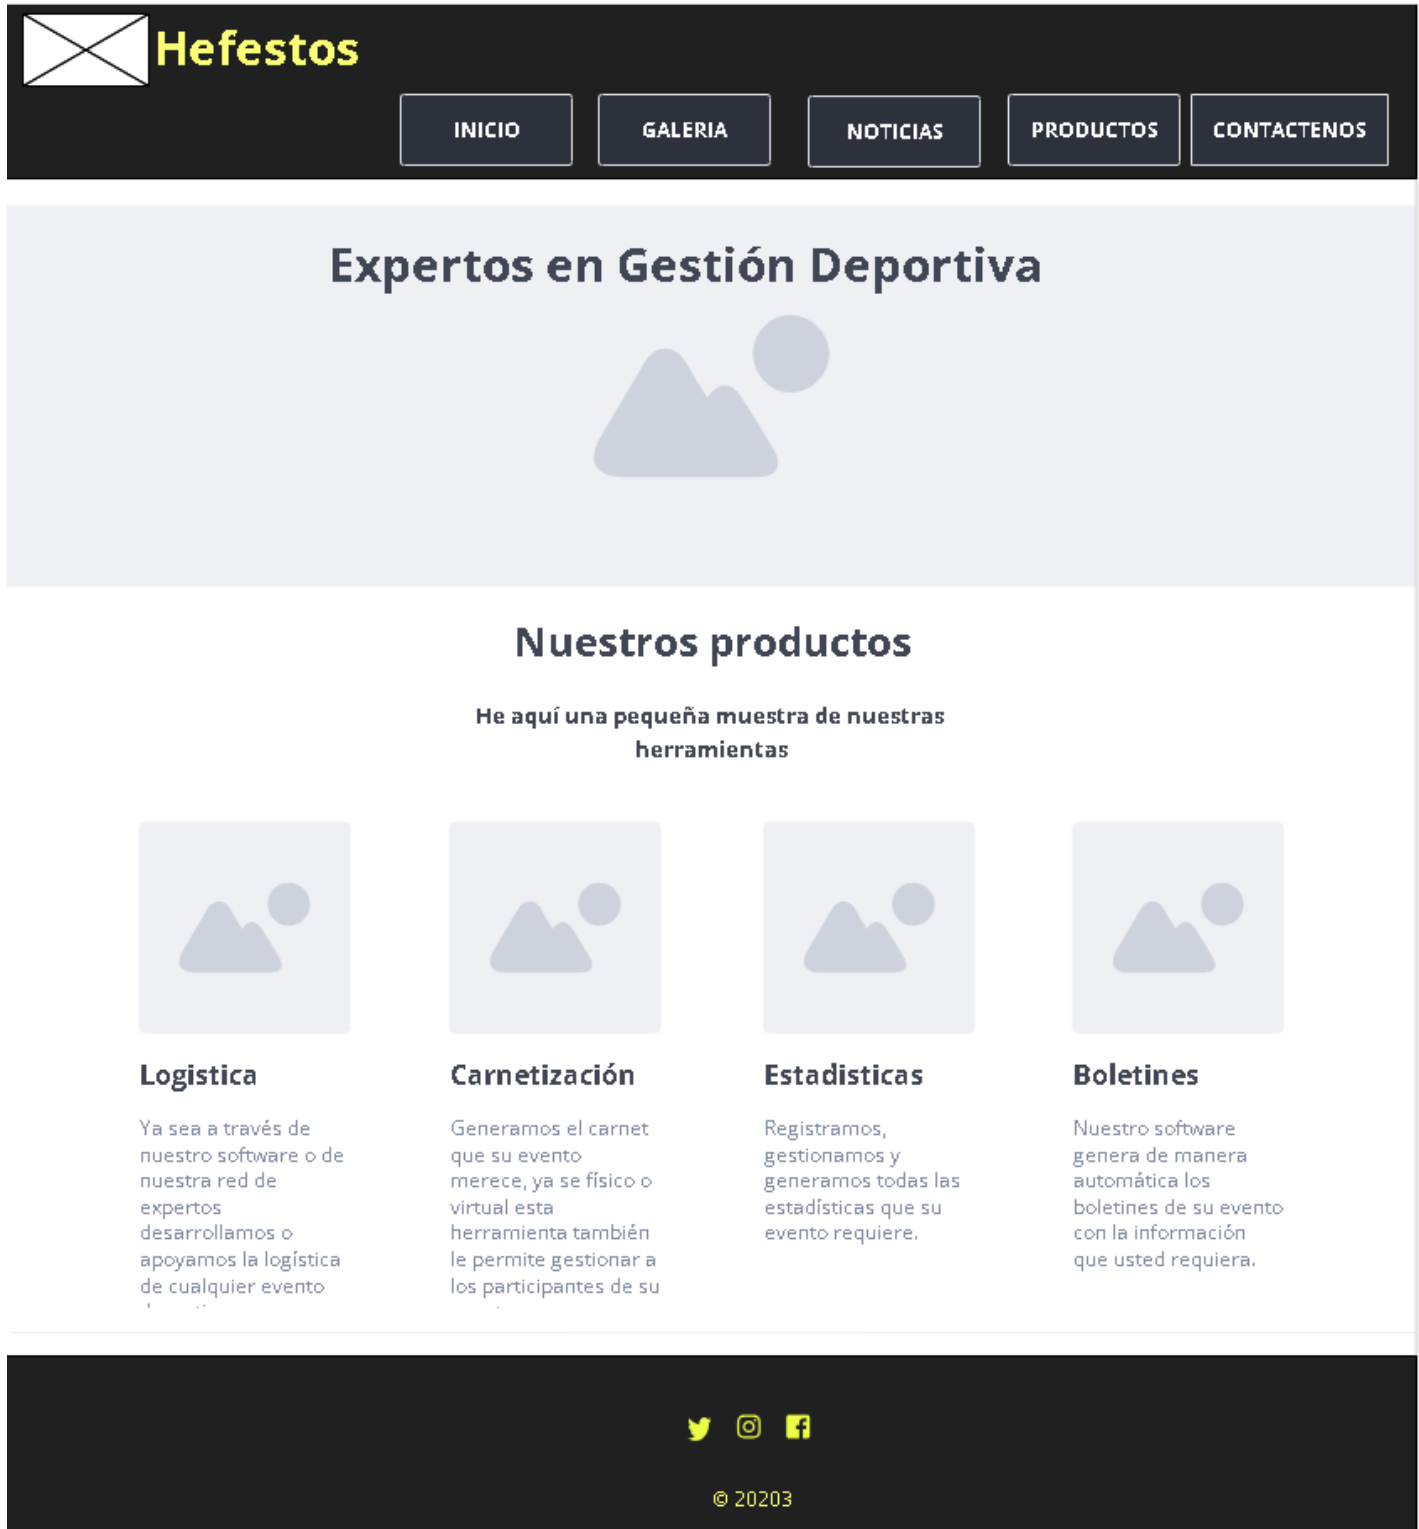 Hefestos
INICIO
GALERIA
NOTICIAS
PRODUCTOS
CONTACTENOS
Expertos en Gestión Deportiva
Nuestros productos
He aquí una pequeña muestra de nuestras
herramientas
Logistica
Ya sea a través de
nuestro software o de
nuestra red de
expertos
desarrollamos o
apoyamos la logística
de cualquier evento
Carnetización
Generamos el carnet
que su evento
merece, ya se físico o
virtual esta
herramienta también
le permite gestionar a
los participantes de su
Estadisticas
Registramos,
gestionamos y
generamos todas las
estadísticas que su
evento requiere.
Boletines
Nuestro software
genera de manera
automática los
boletines de su evento
con la información
que usted requiera.
© 20203